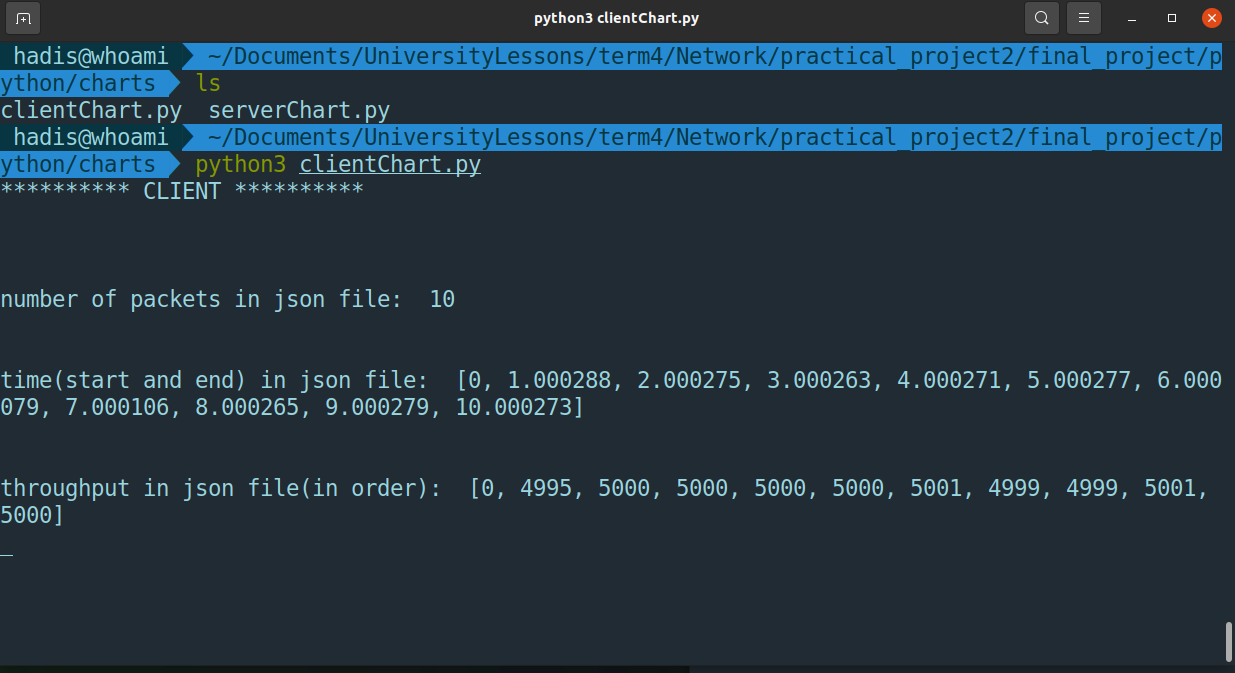 python3 clientChart.py
hadis@whoami ~/Documents/UniversityLessons/term4/Network/practical_project2/final_project/p
ython/charts ls
clientChart.py  serverChart.py
hadis@whoami ~/Documents/UniversityLessons/term4/Network/practical_project2/final_project/p
ython/charts python3 clientChart.py
********** CLIENT **********
number of packets in json file:  10
time(start and end) in json file:  [0, 1.000288, 2.000275, 3.000263, 4.000271, 5.000277, 6.000
079, 7.000106, 8.000265, 9.000279, 10.000273]
throughput in json file(in order):  [0, 4995, 5000, 5000, 5000, 5000, 5001, 4999, 4999, 5001,
5000]